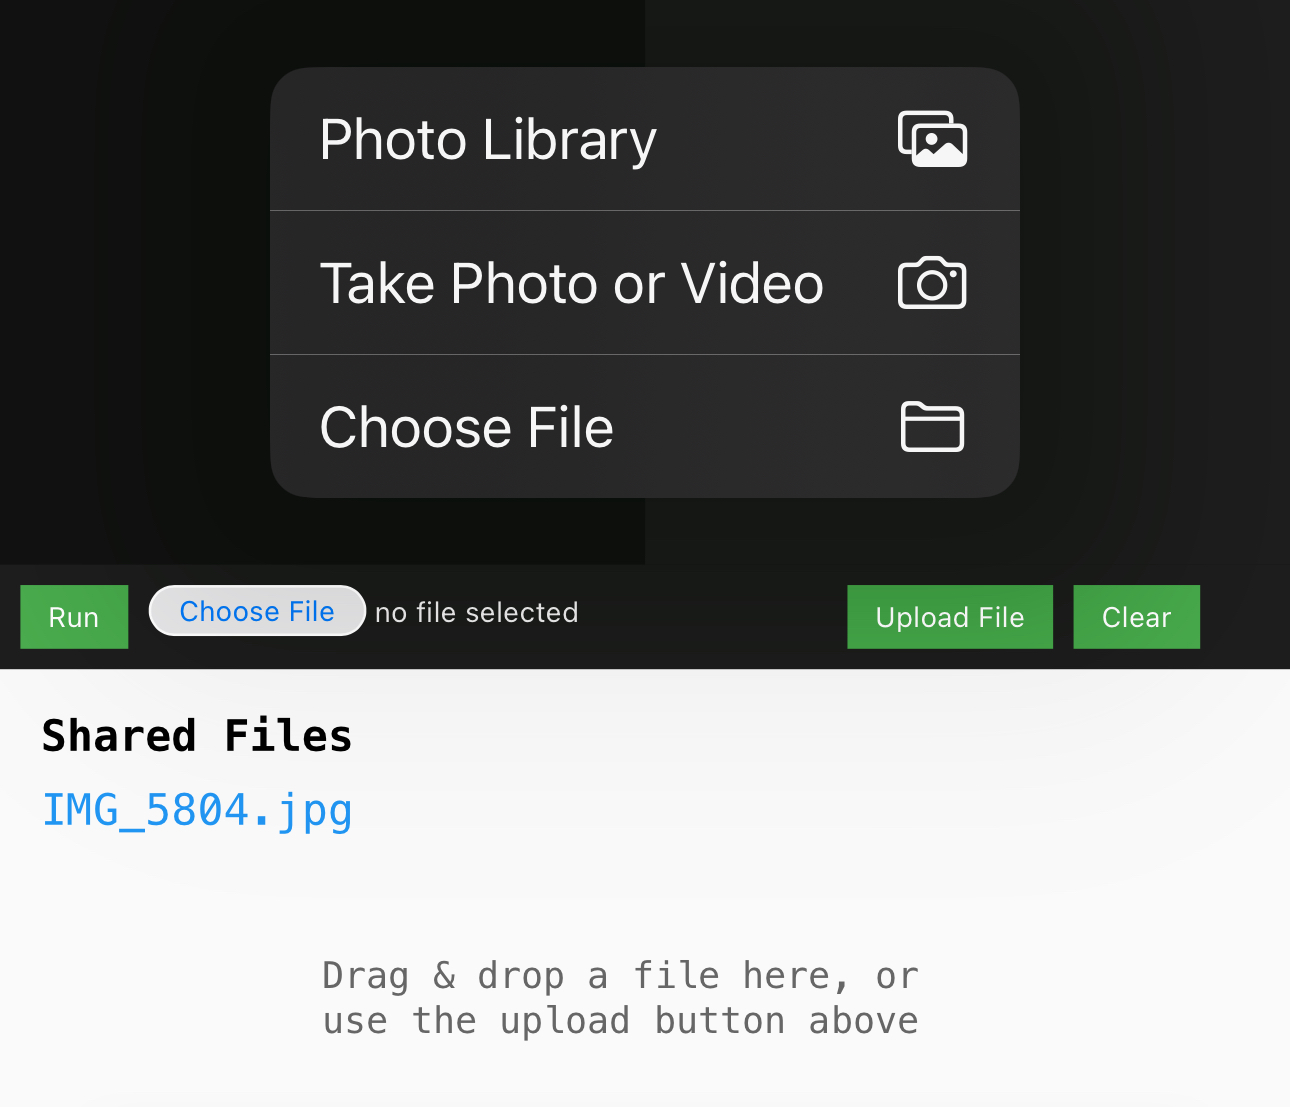 Photo Library
Take Photo or Video
Choose File
Run
Choose File no file selected
Upload File
Clear
Shared Files
IMG_5804.jpg
Drag & drop a file here, or
use the upload button above